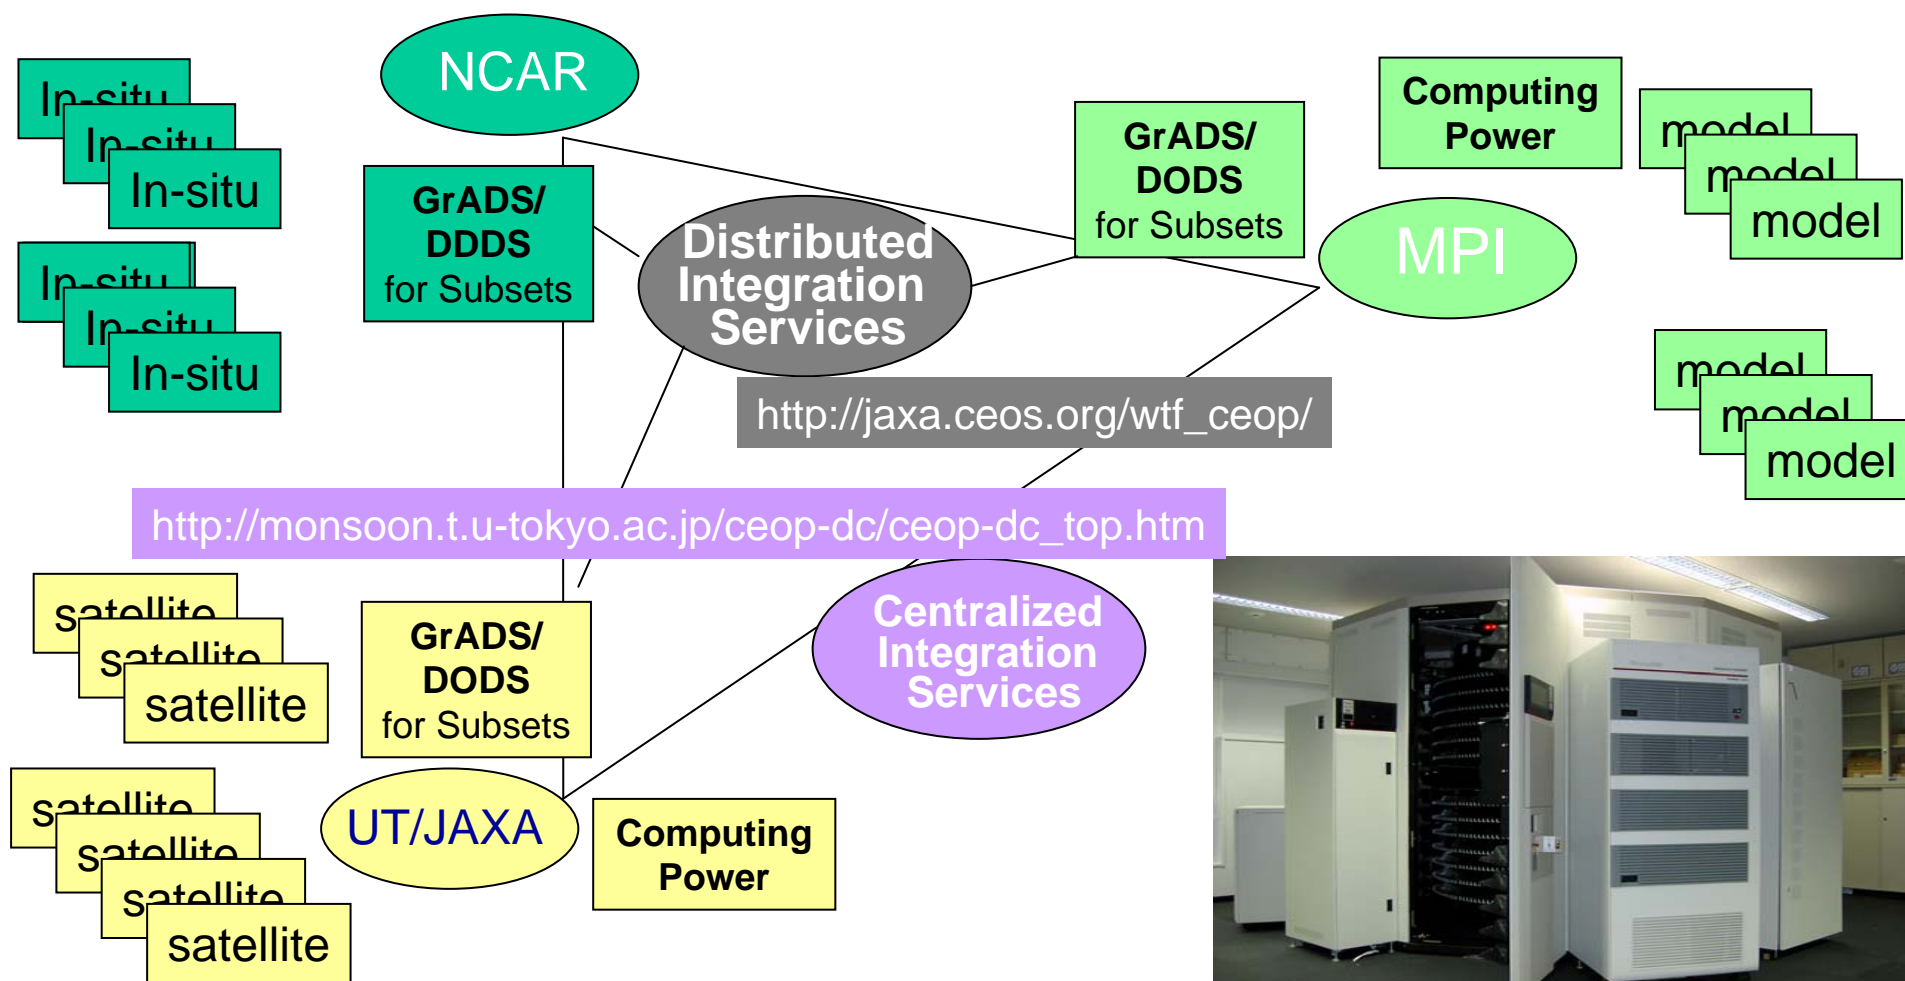 NCAR
In-situ
In-situ
In-situ
In-situ
In-situ
In-situ
GrADS/
DDDS
for Subsets
Distributed
Integration
Services
GrADS/
DODS
for Subsets
Computing
Power
MPI
model
model
model
model
model
model
http://jaxa.ceos.org/wtf_ceop/
http://monsoon.t.u-tokyo.ac.jp/ceop-dc/ceop-dc_top.htm
satellite
satellite
satellite
satellite
satellite
satellite
satellite
GrADS/
DODS
for Subsets
UT/JAXA
Computing
Power
Centralized
Integration
Services